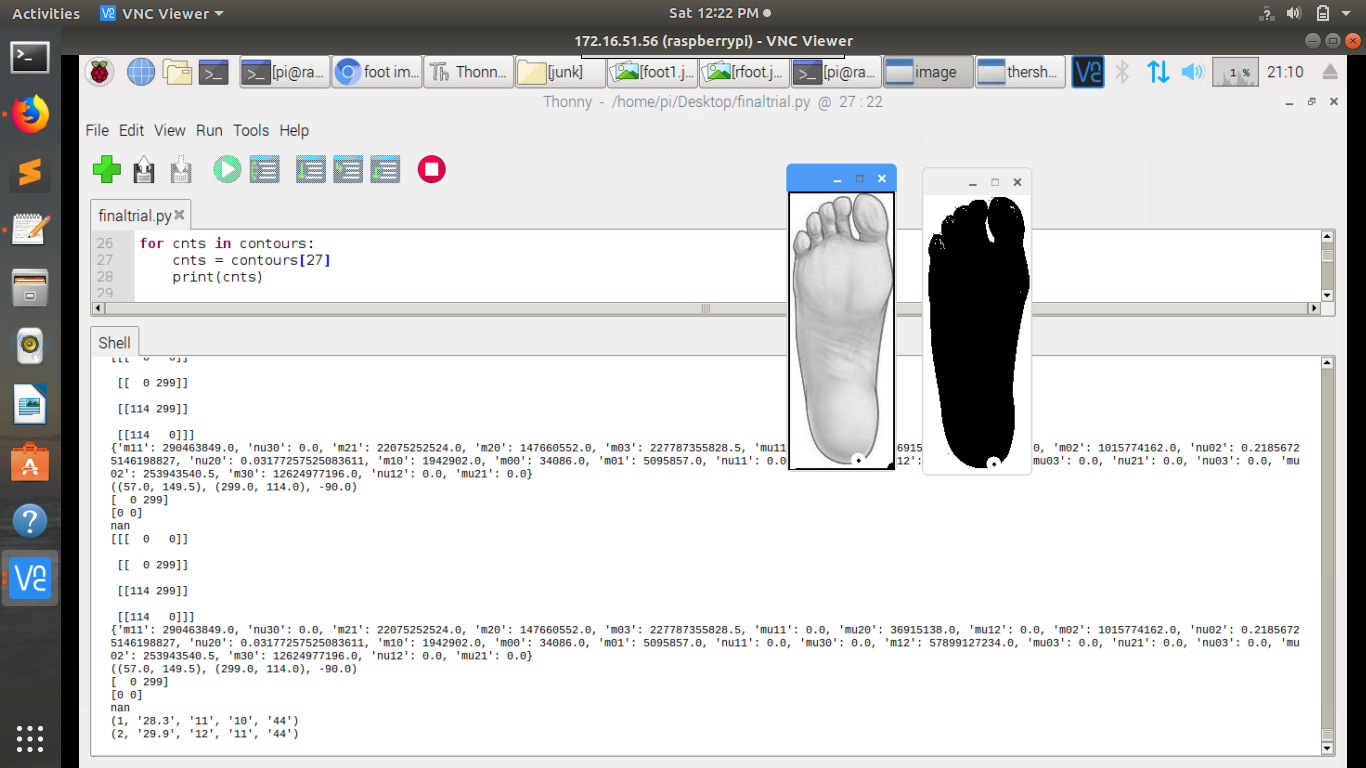 Activities VNC Viewer Sat 12:22 PM
172.16.51.56 (raspberrypi) - VNC Viewer
[pi@ra... foot im... Thonn... [junk] [foot1.j... [rfoot.j... [pi@ra... image thersh... 1 % 21:10
Thonny - /home/pi/Desktop/finaltrial.py @ 27 : 22
File Edit View Run Tools Help
finaltrial.py
26 for cnts in contours:
27 cnts = contours[27]
28 print(cnts)
29
Shell
[[ 0 299]]
[[114 299]]
[[114 0]]]
{'m11': 290463849.0, 'nu30': 0.0, 'm21': 22075252524.0, 'm20': 147660552.0, 'm03': 227787355828.5, 'mu11 6915 0.0, 'm02': 1015774162.0, 'nu02': 0.2185672
5146198827, 'nu20': 0.03177257525083611, 'm10': 1942902.0, 'm00': 34086.0, 'm01': 5095857.0, 'nu11': 0.0 m12': 'mu03': 0.0, 'nu21': 0.0, 'nu03': 0.0, 'mu
02': 253943540.5, 'm30': 12624977196.0, 'nu12': 0.0, 'mu21': 0.0}
((57.0, 149.5), (299.0, 114.0), -90.0)
[ 0 299]
[0 0]
nan
[[[ 0 0]]
[[ 0 299]]
[[114 299]]
[[114 0]]]
{'m11': 290463849.0, 'nu30': 0.0, 'm21': 22075252524.0, 'm20': 147660552.0, 'm03': 227787355828.5, 'mu11': 0.0, 'mu20': 36915138.0, 'mu12': 0.0, 'm02': 1015774162.0, 'nu02': 0.2185672
5146198827, 'nu20': 0.03177257525083611, 'm10': 1942902.0, 'm00': 34086.0, 'm01': 5095857.0, 'nu11': 0.0, 'mu30': 0.0, 'm12': 57899127234.0, 'mu03': 0.0, 'nu21': 0.0, 'nu03': 0.0, 'mu
02': 253943540.5, 'm30': 12624977196.0, 'nu12': 0.0, 'mu21': 0.0}
((57.0, 149.5), (299.0, 114.0), -90.0)
[ 0 299]
[0 0]
nan
(1, '28.3', '11', '10', '44')
(2, '29.9', '12', '11', '44')